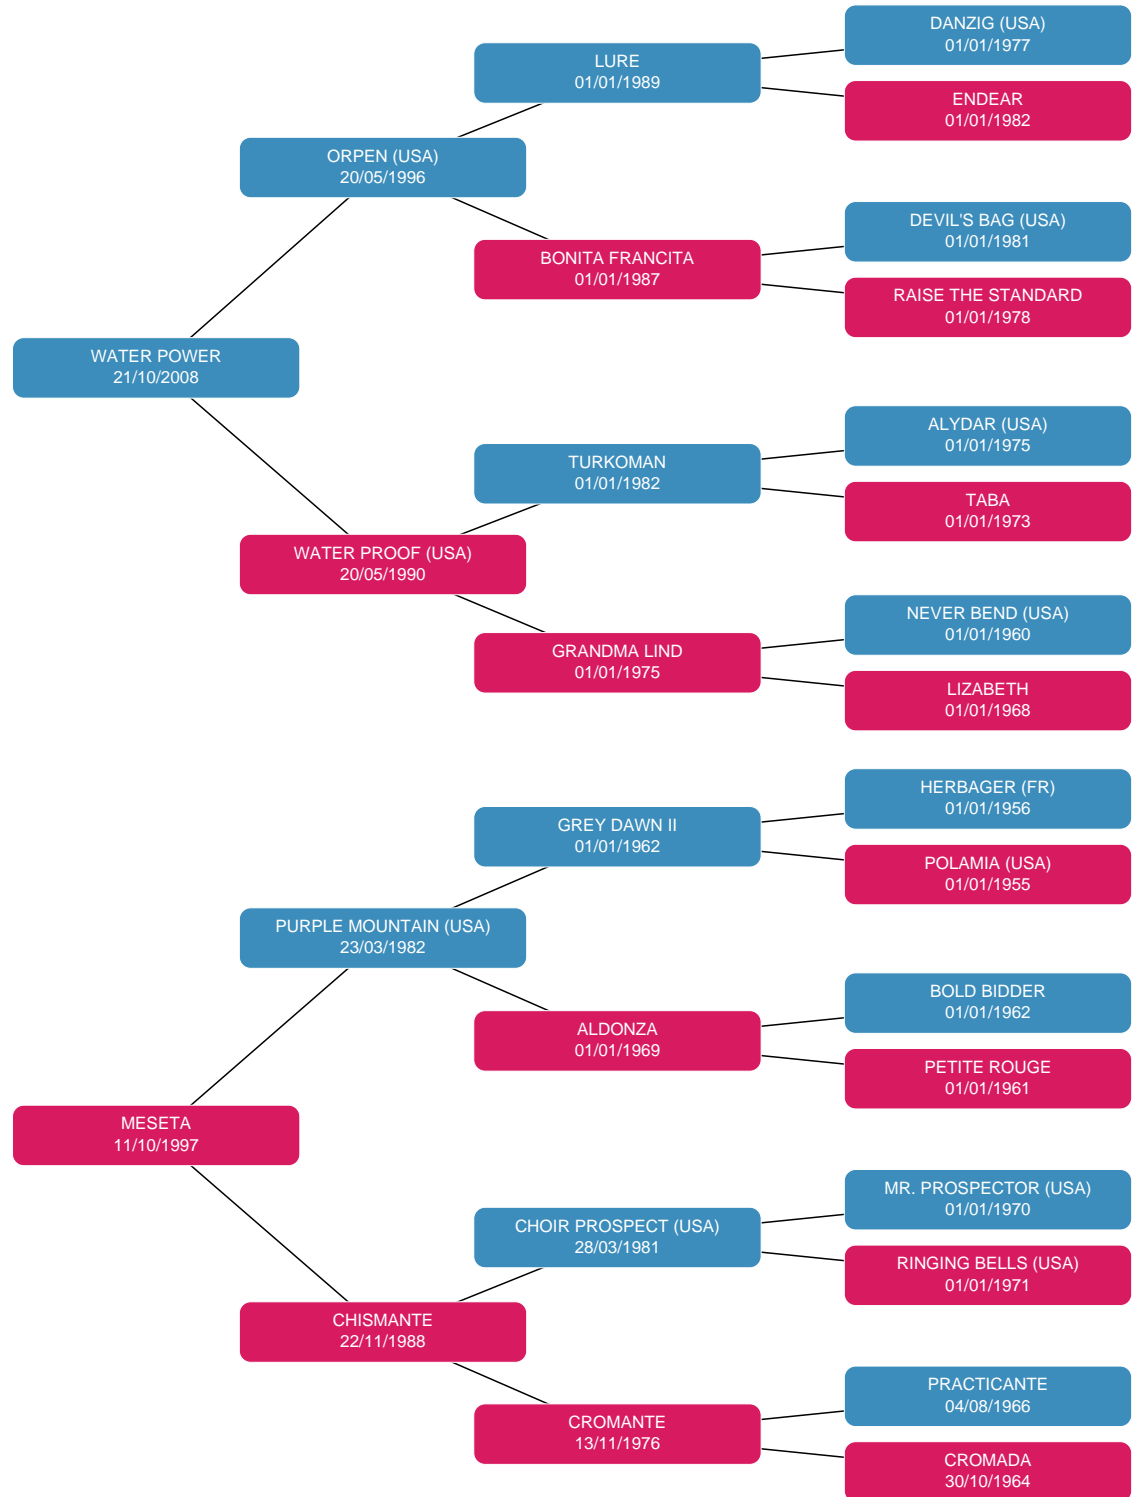 DANZIG (USA)
01/01/1977
LURE
01/01/1989
ENDEAR
01/01/1982
ORPEN (USA)
20/05/1996
DEVIL'S BAG (USA)
01/01/1981
BONITA FRANCITA
01/01/1987
RAISE THE STANDARD
01/01/1978
WATER POWER
21/10/2008
ALYDAR (USA)
01/01/1975
TURKOMAN
01/01/1982
TABA
01/01/1973
WATER PROOF (USA)
20/05/1990
NEVER BEND (USA)
01/01/1960
GRANDMA LIND
01/01/1975
LIZABETH
01/01/1968
HERBAGER (FR)
01/01/1956
GREY DAWN II
01/01/1962
POLAMIA (USA)
01/01/1955
PURPLE MOUNTAIN (USA)
23/03/1982
BOLD BIDDER
01/01/1962
ALDONZA
01/01/1969
PETITE ROUGE
01/01/1961
MESETA
11/10/1997
MR. PROSPECTOR (USA)
01/01/1970
CHOIR PROSPECT (USA)
28/03/1981
RINGING BELLS (USA)
01/01/1971
CHISMANTE
22/11/1988
PRACTICANTE
04/08/1966
CROMANTE
13/11/1976
CROMADA
30/10/1964